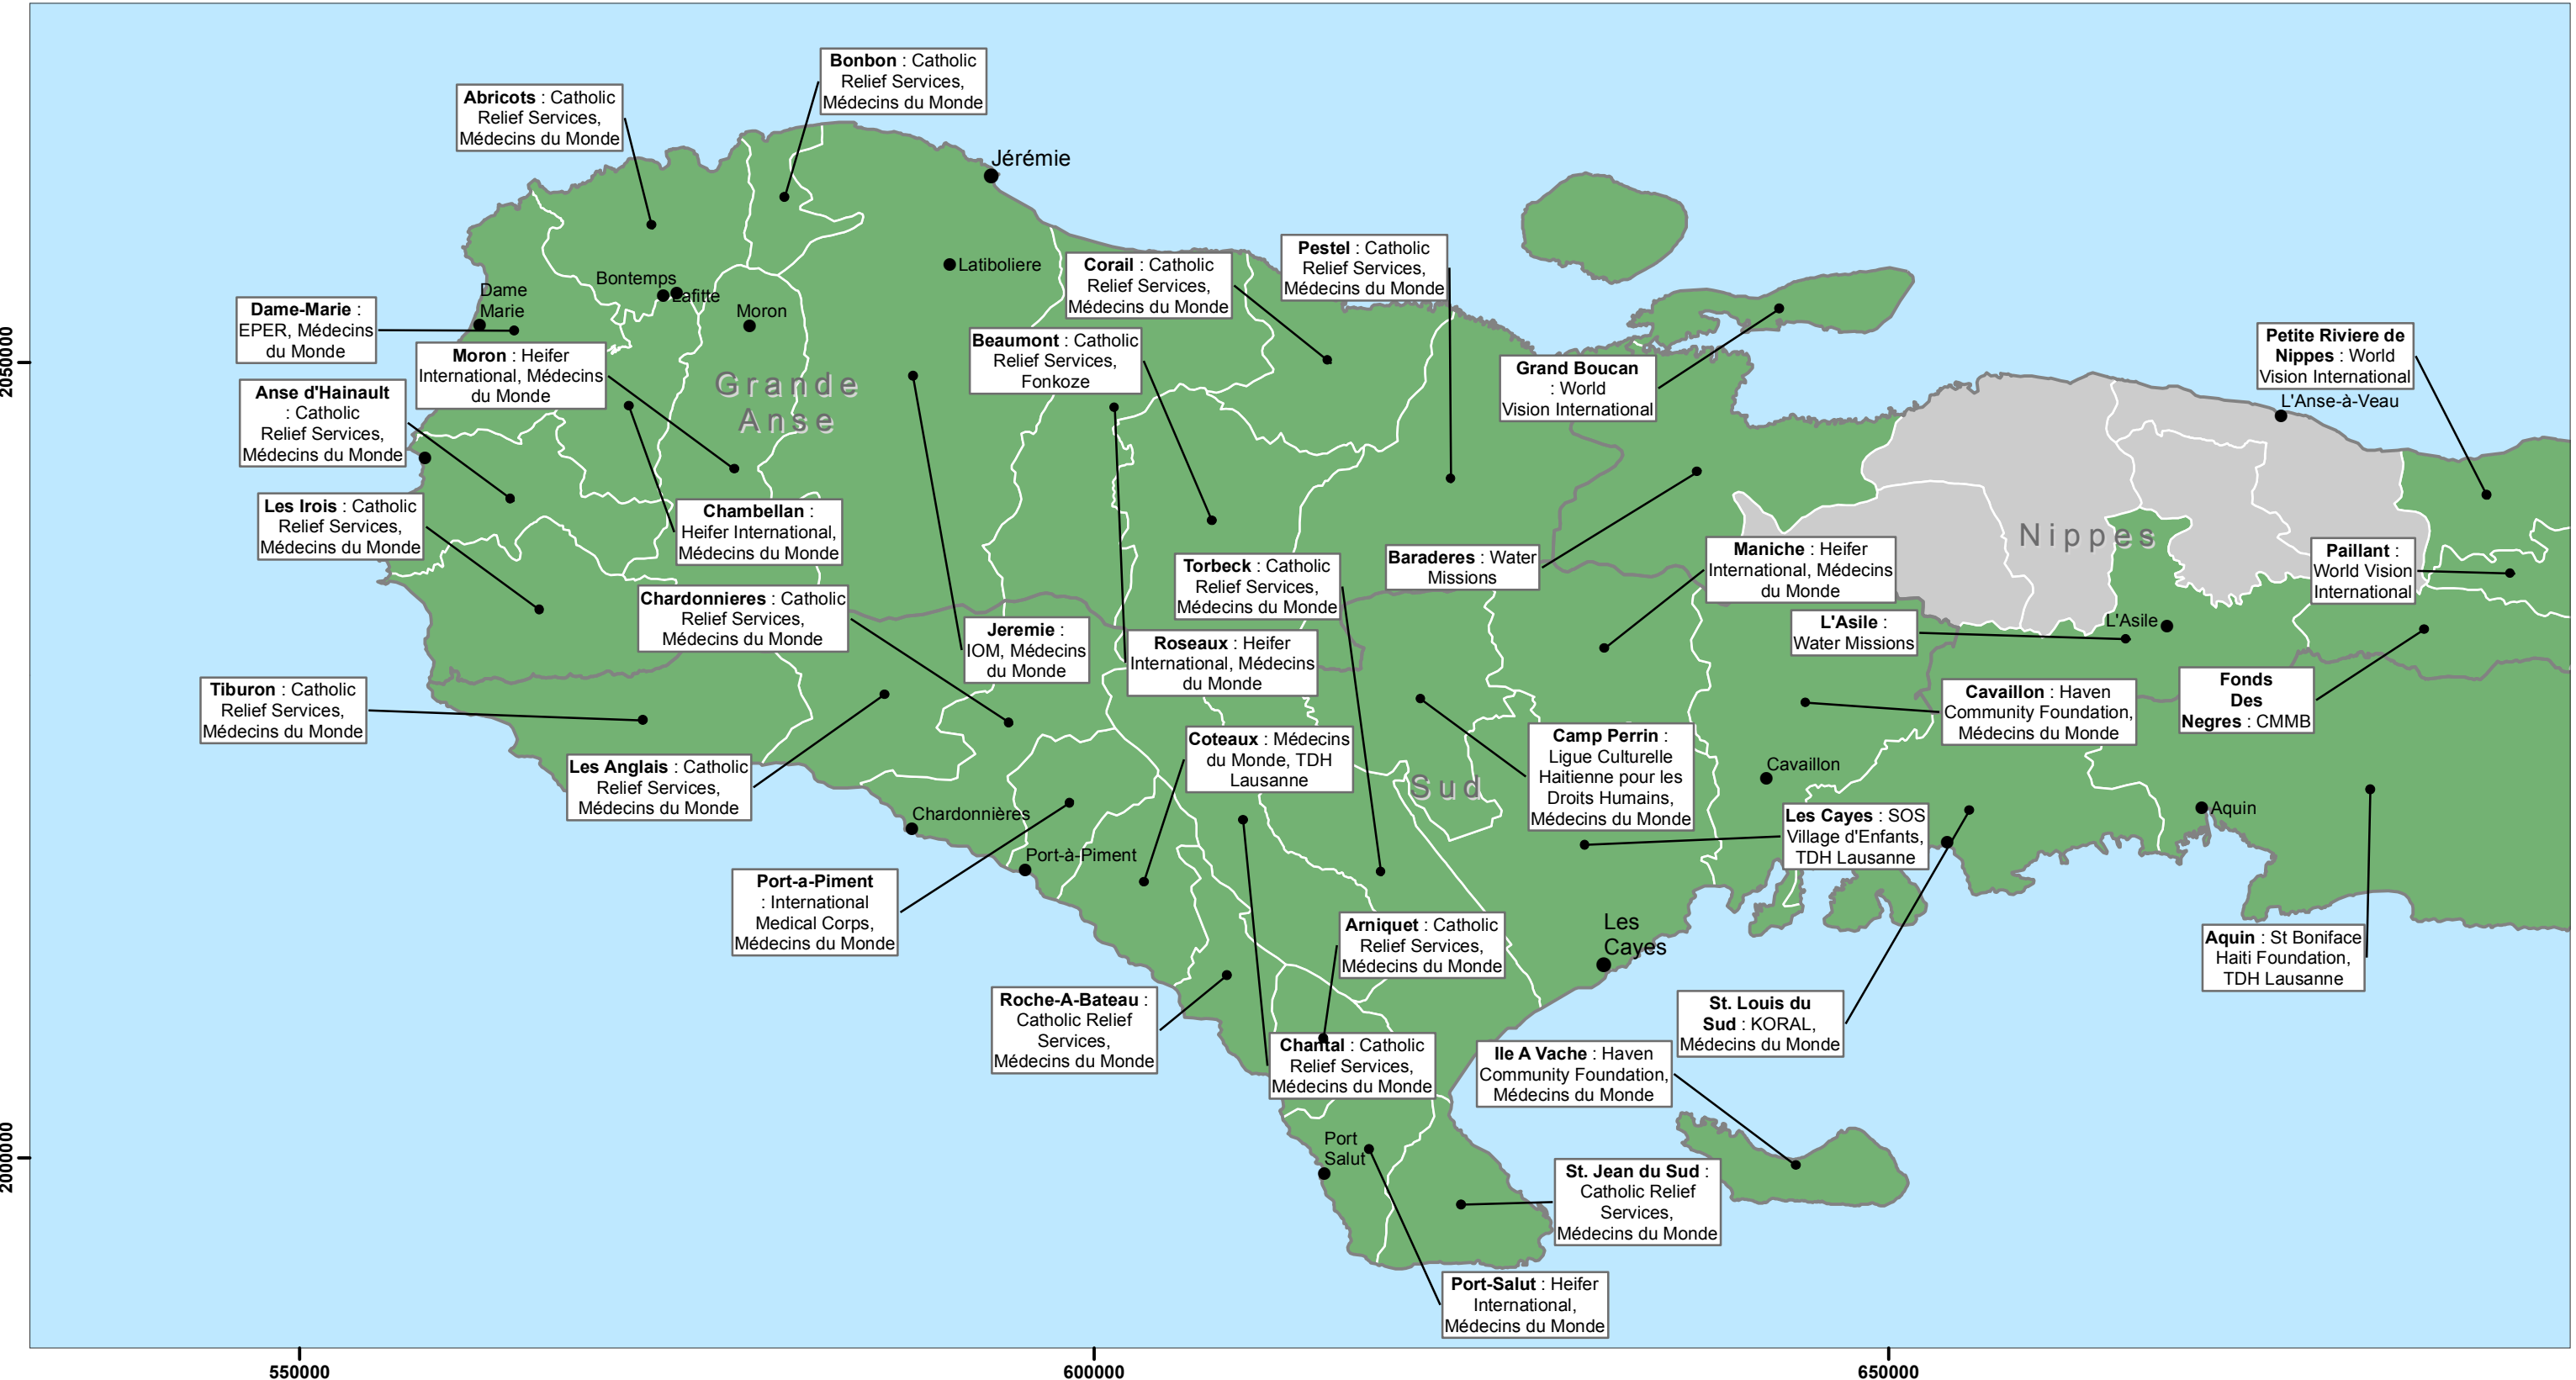 Bonbon : Catholic
Relief Services,
Médecins du Monde
Abricots : Catholic
Relief Services,
Médecins du Monde
Jérémie
Latiboliere
Corail : Catholic
Relief Services,
Médecins du Monde
Pestel : Catholic
Relief Services,
Médecins du Monde
Bontemps
Lafitte
Dame
Marie
Moron
Dame-Marie :
EPER, Médecins
du Monde
Moron : Heifer
International, Médecins
du Monde
Grande
Anse
Beaumont : Catholic
Relief Services,
Fonkoze
Grand Boucan
: World
Vision International
Petite Riviere de
Nippes : World
Vision International
L'Anse-à-Veau
2050000
Anse d'Hainault
: Catholic
Relief Services,
Médecins du Monde
Les Irois : Catholic
Relief Services,
Médecins du Monde
Chambellan :
Heifer International,
Médecins du Monde
Nippes
Torbeck : Catholic
Relief Services,
Médecins du Monde
Baraderes : Water
Missions
Maniche : Heifer
International, Médecins
du Monde
Paillant :
World Vision
International
Chardonnieres : Catholic
Relief Services,
Médecins du Monde
Jeremie :
IOM, Médecins
du Monde
Roseaux : Heifer
International, Médecins
du Monde
L'Asile :
Water Missions
L'Asile
Tiburon : Catholic
Relief Services,
Médecins du Monde
Cavaillon : Haven
Community Foundation,
Médecins du Monde
Fonds
Des
Negres : CMMB
Les Anglais : Catholic
Relief Services,
Médecins du Monde
Coteaux : Médecins
du Monde, TDH
Lausanne
Sud
Camp Perrin :
Ligue Culturelle
Haitienne pour les
Droits Humains,
Médecins du Monde
Cavaillon
Chardonnières
Les Cayes : SOS
Village d'Enfants,
TDH Lausanne
Aquin
Port-à-Piment
Port-a-Piment
: International
Medical Corps,
Médecins du Monde
Arniquet : Catholic
Relief Services,
Médecins du Monde
Les
Cayes
Aquin : St Boniface
Haiti Foundation,
TDH Lausanne
Roche-A-Bateau :
Catholic Relief
Services,
Médecins du Monde
St. Louis du
Sud : KORAL,
Médecins du Monde
Chantal : Catholic
Relief Services,
Médecins du Monde
Ile A Vache : Haven
Community Foundation,
Médecins du Monde
2000000
Port
Salut
St. Jean du Sud :
Catholic Relief
Services,
Médecins du Monde
Port-Salut : Heifer
International,
Médecins du Monde
550000
600000
650000